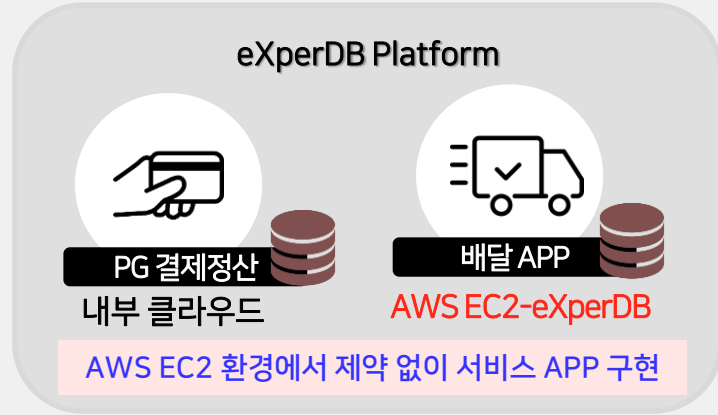 eXperDB Platform
PG 결제정산
배달 APP
내부 클라우드
AWS EC2-eXperDB
AWS EC2 환경에서 제약 없이 서비스 APP 구현